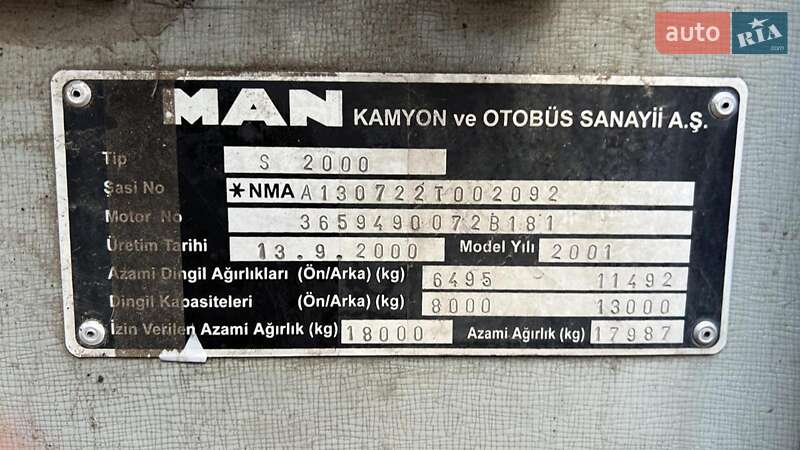 auto RIA.com
MAN KAMYON ve OTOBÜS SANAYİİ A.Ş.
Tip S 2000
Şasi No *NMA A130722T002092
Motor No 3659490072B181
Üretim Tarihi 13.9.2000 Model Yılı 2001
Azami Dingil Ağırlıkları (Ön/Arka) (kg) 6495 11492
Dingil Kapasiteleri (Ön/Arka) (kg) 8000 13000
İzin Verilen Azami Ağırlık (kg) 18000 Azami Ağırlık (kg) 17987